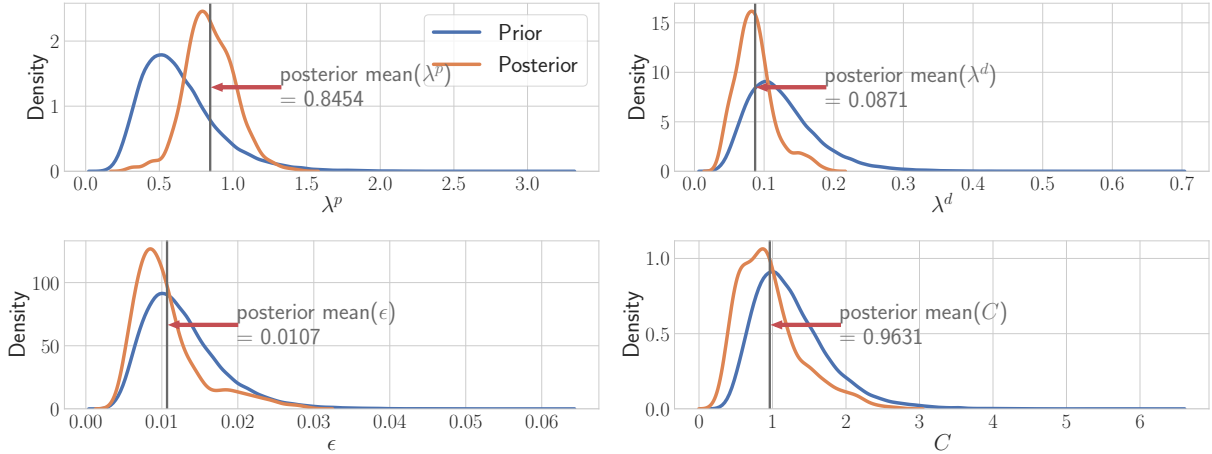 Density
2
1
0
Prior
Posterior
posterior mean(λᵖ)
= 0.8454
0.0 0.5 1.0 1.5 2.0 2.5 3.0
λᵖ
Density
15
10
5
0
posterior mean(λᵈ)
= 0.0871
0.0 0.1 0.2 0.3 0.4 0.5 0.6 0.7
λᵈ
Density
100
50
0
posterior mean(ϵ)
= 0.0107
0.00 0.01 0.02 0.03 0.04 0.05 0.06
ϵ
Density
1.0
0.5
0.0
posterior mean(C)
= 0.9631
0 1 2 3 4 5 6
C